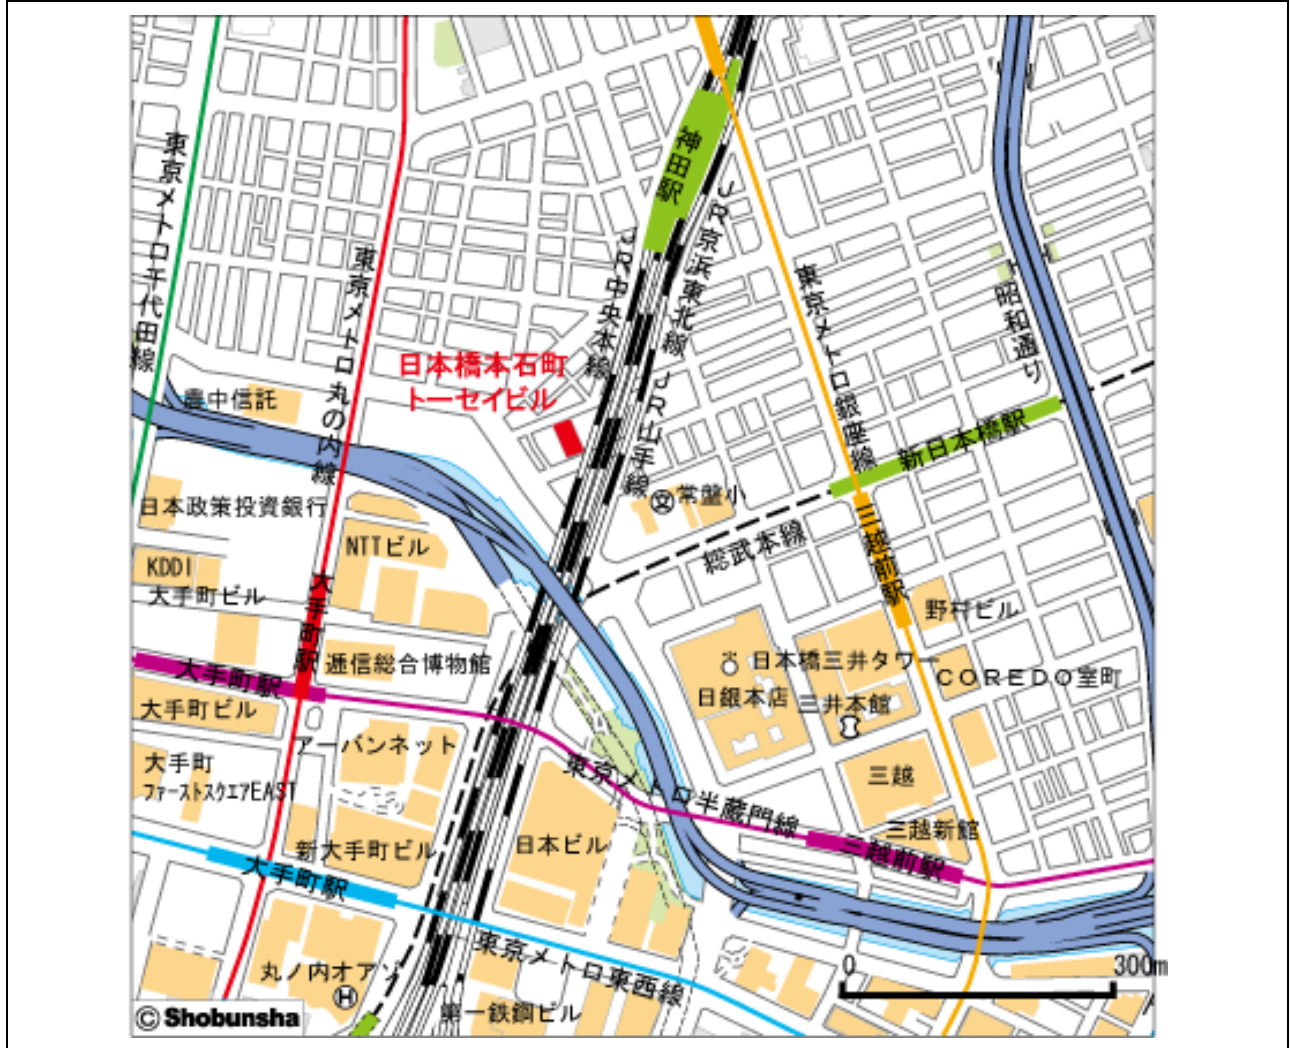 神田駅
東京メトロ千代田線
JR京浜東北線
JR中央本線
東京メトロ丸の内線
東京メトロ銀座線
昭和通り
日本橋本石町
トーセイビル
JR山手線
農中信託
新日本橋駅
日本政策投資銀行
常盤小
総武本線
三越前駅
NTTビル
KDDI
大手町ビル
大手町駅
野村ビル
逓信総合博物館
日本橋三井タワー
大手町駅
COREDO室町
日銀本店
三井本館
大手町ビル
アーバンネット
大手町
ファーストスクエアEAST
東京メトロ半蔵門線
三越
三越新館
新大手町ビル
日本ビル
三越前駅
大手町駅
東京メトロ東西線
丸ノ内オアゾ
H
第一鉄鋼ビル
0 300m
© Shobunsha